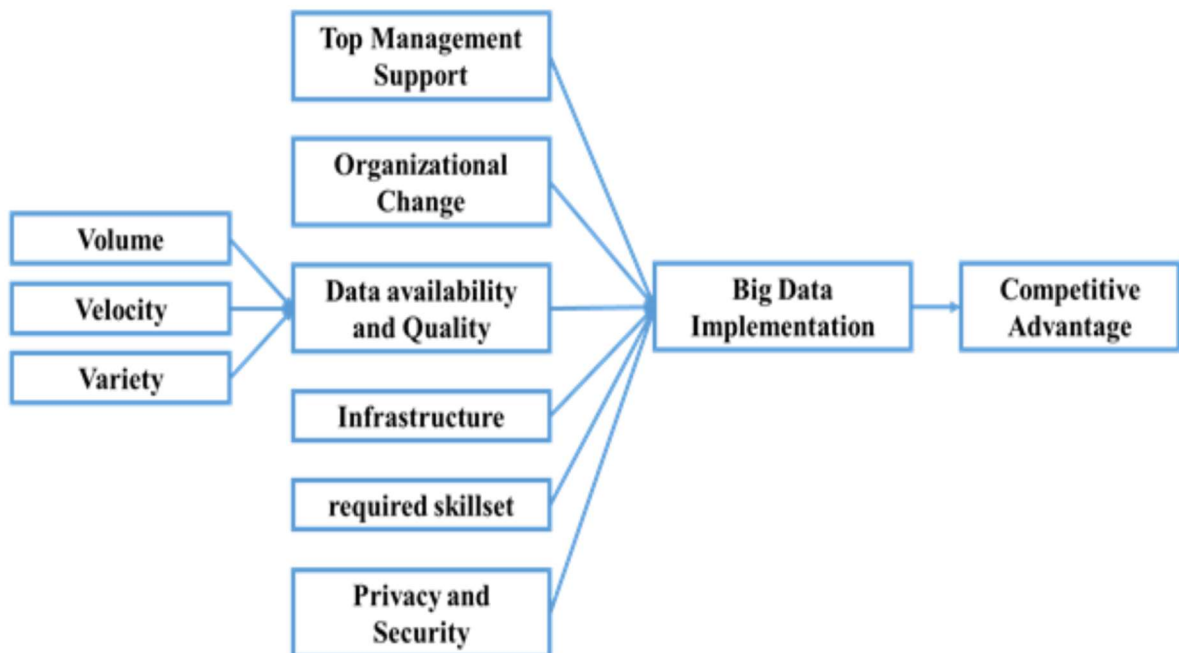 Top Management
Support
Organizational
Change
Volume
Velocity
Variety
Data availability
and Quality
Infrastructure
required skillset
Privacy and
Security
Big Data
Implementation
Competitive
Advantage